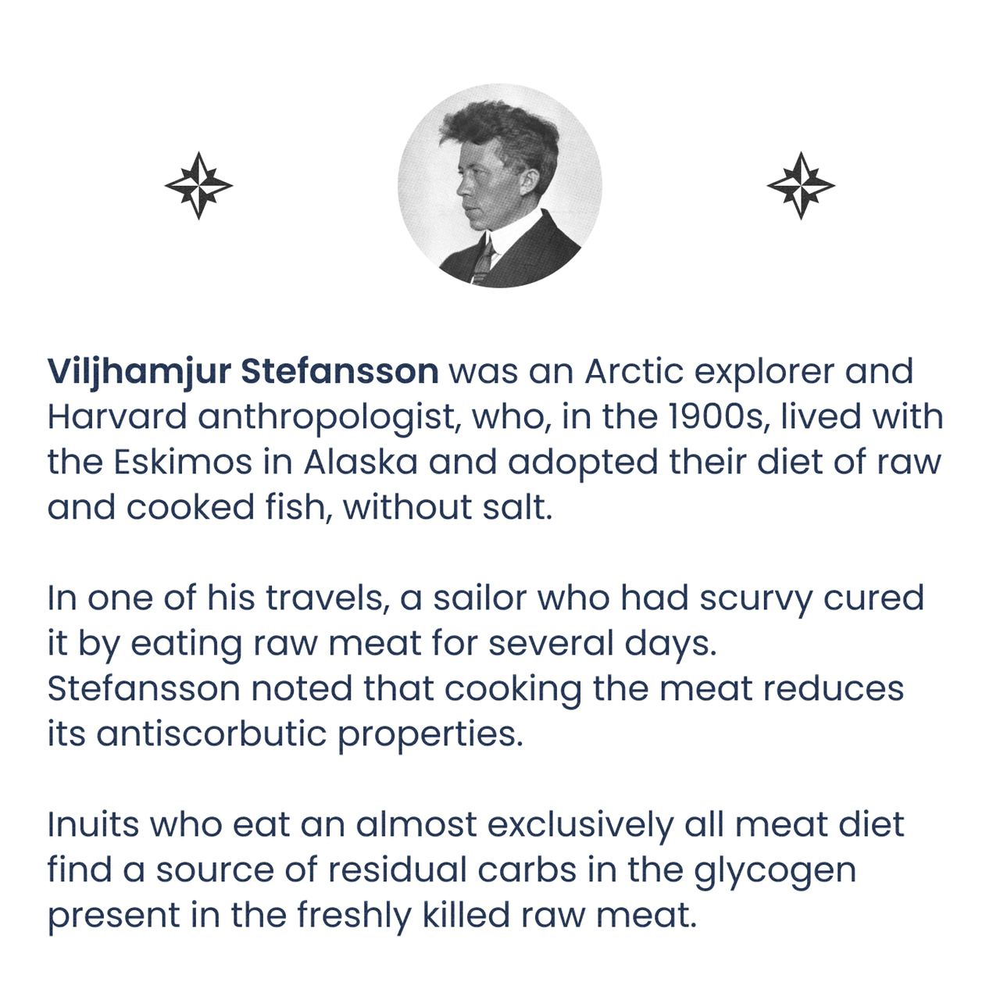 Viljhamjur Stefansson was an Arctic explorer and
Harvard anthropologist, who, in the 1900s, lived with
the Eskimos in Alaska and adopted their diet of raw
and cooked fish, without salt.
In one of his travels, a sailor who had scurvy cured
it by eating raw meat for several days.
Stefansson noted that cooking the meat reduces
its antiscorbutic properties.
Inuits who eat an almost exclusively all meat diet
find a source of residual carbs in the glycogen
present in the freshly killed raw meat.